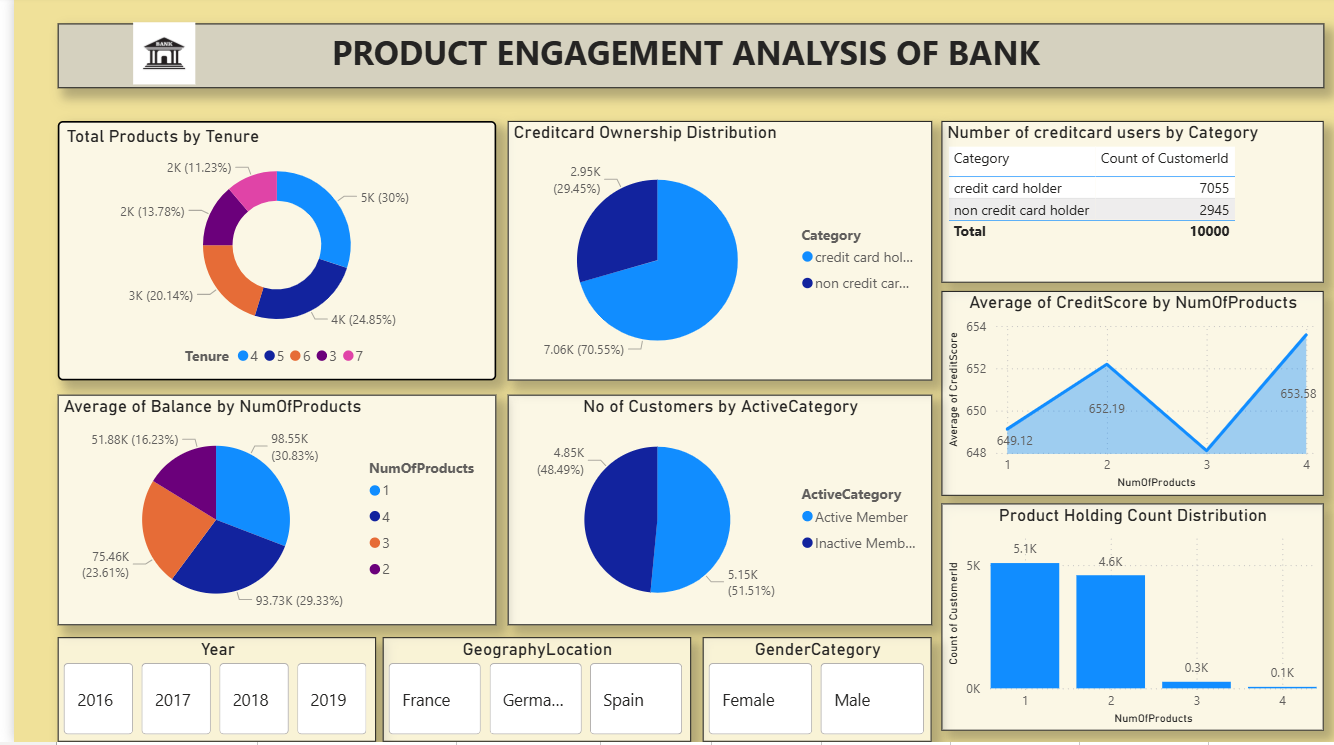 BANK
PRODUCT ENGAGEMENT ANALYSIS OF BANK
Total Products by Tenure
2K (11.23%)
5K (30%)
2K (13.78%)
3K (20.14%)
4K (24.85%)
Tenure 4 5 6 3 7
Creditcard Ownership Distribution
2.95K
(29.45%)
7.06K (70.55%)
Category
credit card hol...
non credit car...
Number of creditcard users by Category
Category Count of CustomerId
credit card holder 7055
non credit card holder 2945
Total 10000
Average of CreditScore by NumOfProducts
Average of CreditScore
654
652
650
648
649.12
652.19
653.58
1 2 3 4
NumOfProducts
Average of Balance by NumOfProducts
51.88K (16.23%)
98.55K
(30.83%)
75.46K
(23.61%)
93.73K (29.33%)
NumOfProducts
1
4
3
2
No of Customers by ActiveCategory
4.85K
(48.49%)
5.15K
(51.51%)
ActiveCategory
Active Member
Inactive Memb...
Product Holding Count Distribution
Count of CustomerId
5K
0K
5.1K
4.6K
0.3K
0.1K
1 2 3 4
NumOfProducts
Year
2016 2017 2018 2019
GeographyLocation
France Germa... Spain
GenderCategory
Female Male